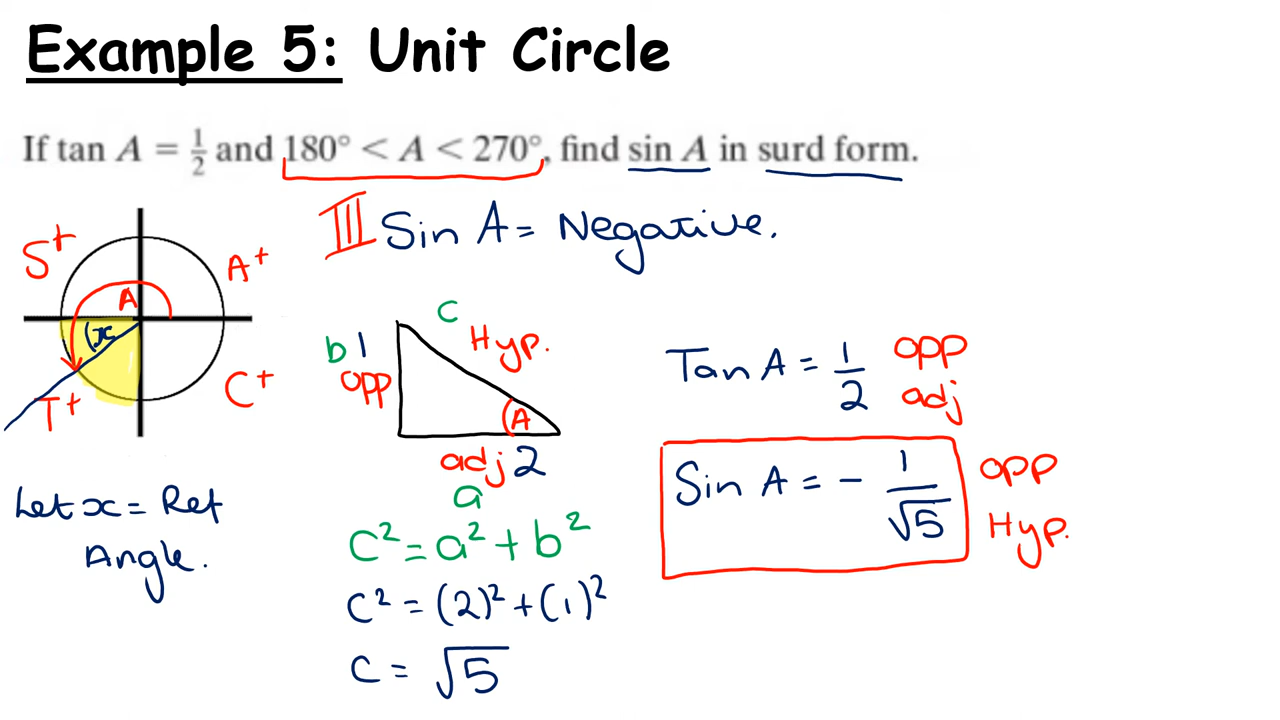 Example 5: Unit Circle
If tan A = 1/2 and 180° < A < 270°, find sin A in surd form.
III Sin A = Negative.
S+
A+
A
x
T+
C+
Let x = Ref
Angle.
c
b 1
Hyp.
opp
A
adj 2
a
c² = a² + b²
c² = (2)² + (1)²
c = √5
Tan A = 1/2 opp
adj
Sin A = - 1/√5 opp
Hyp.